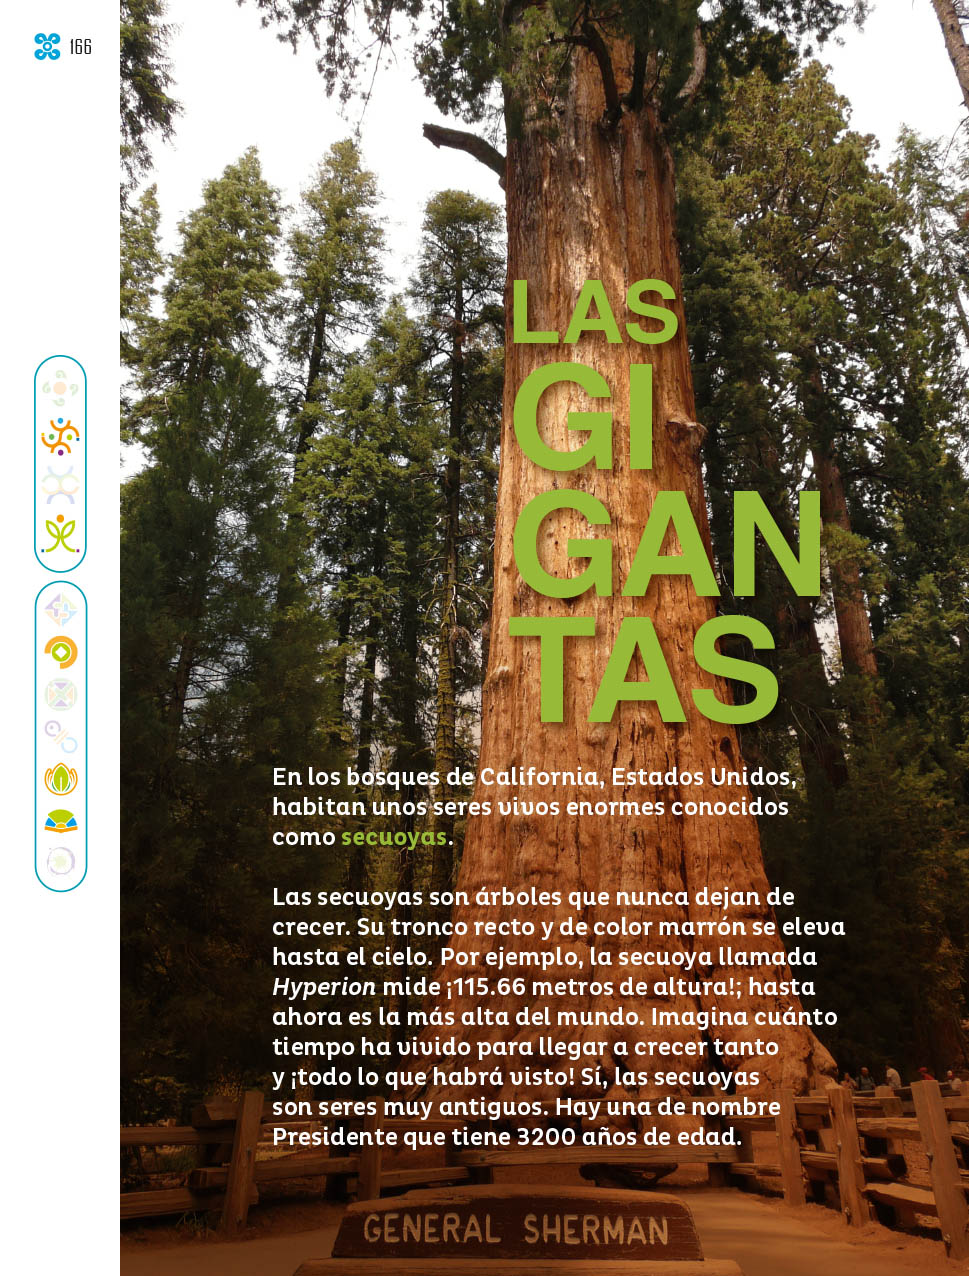 166
LAS
GI
GAN
TAS
En los bosques de California, Estados Unidos,
habitan unos seres vivos enormes conocidos
como secuoyas.
Las secuoyas son árboles que nunca dejan de
crecer. Su tronco recto y de color marrón se eleva
hasta el cielo. Por ejemplo, la secuoya llamada
Hyperion mide ¡115.66 metros de altura!; hasta
ahora es la más alta del mundo. Imagina cuánto
tiempo ha vivido para llegar a crecer tanto
y ¡todo lo que habrá visto! Sí, las secuoyas
son seres muy antiguos. Hay una de nombre
Presidente que tiene 3200 años de edad.
GENERAL SHERMAN